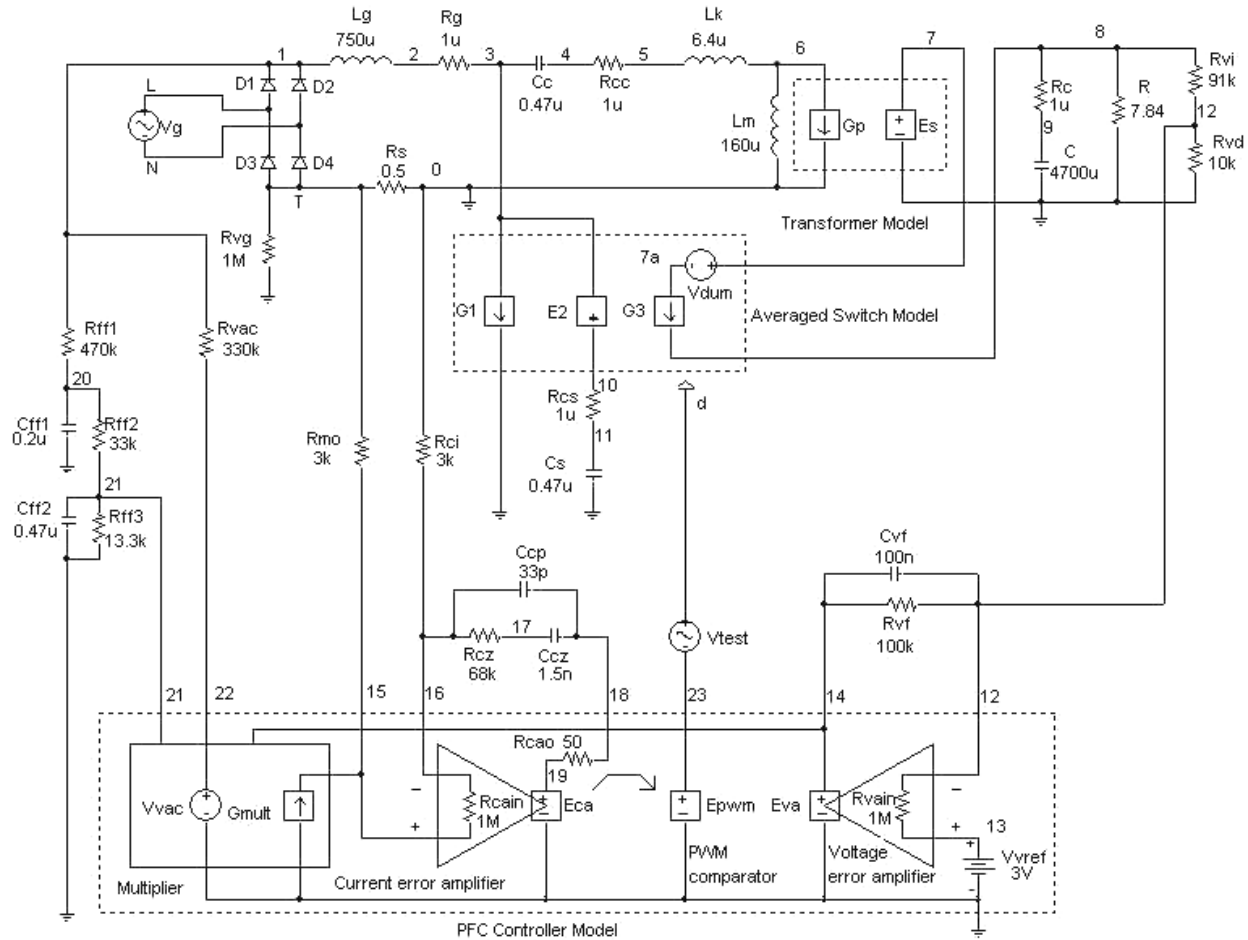 Lg
750u
Rg
1u
Lk
6.4u
1
2
3
4
5
6
7
8
Cc
0.47u
Rcc
1u
D1
D2
L
Vg
N
D3
D4
T
Rs
0.5
0
Lm
160u
Gp
Es
Rc
1u
9
C
4700u
R
7.84
Rvi
91k
12
Rvd
10k
Transformer Model
Rvg
1M
7a
Vdum
G1
E2
G3
Averaged Switch Model
Rff1
470k
Rvac
330k
20
Cff1
0.2u
Rff2
33k
21
Cff2
0.47u
Rff3
13.3k
Rmo
3k
Rci
3k
10
Rcs
1u
11
Cs
0.47u
d
Ccp
33p
17
Rcz
68k
Ccz
1.5n
Vtest
Cvf
100n
Rvf
100k
21
22
15
16
18
23
14
12
Rcao 50
19
Vvac
Gmult
Rcain
1M
Eca
Epwm
Eva
Rvain
1M
13
Vvref
3V
Multiplier
Current error amplifier
PWM
comparator
Voltage
error amplifier
PFC Controller Model